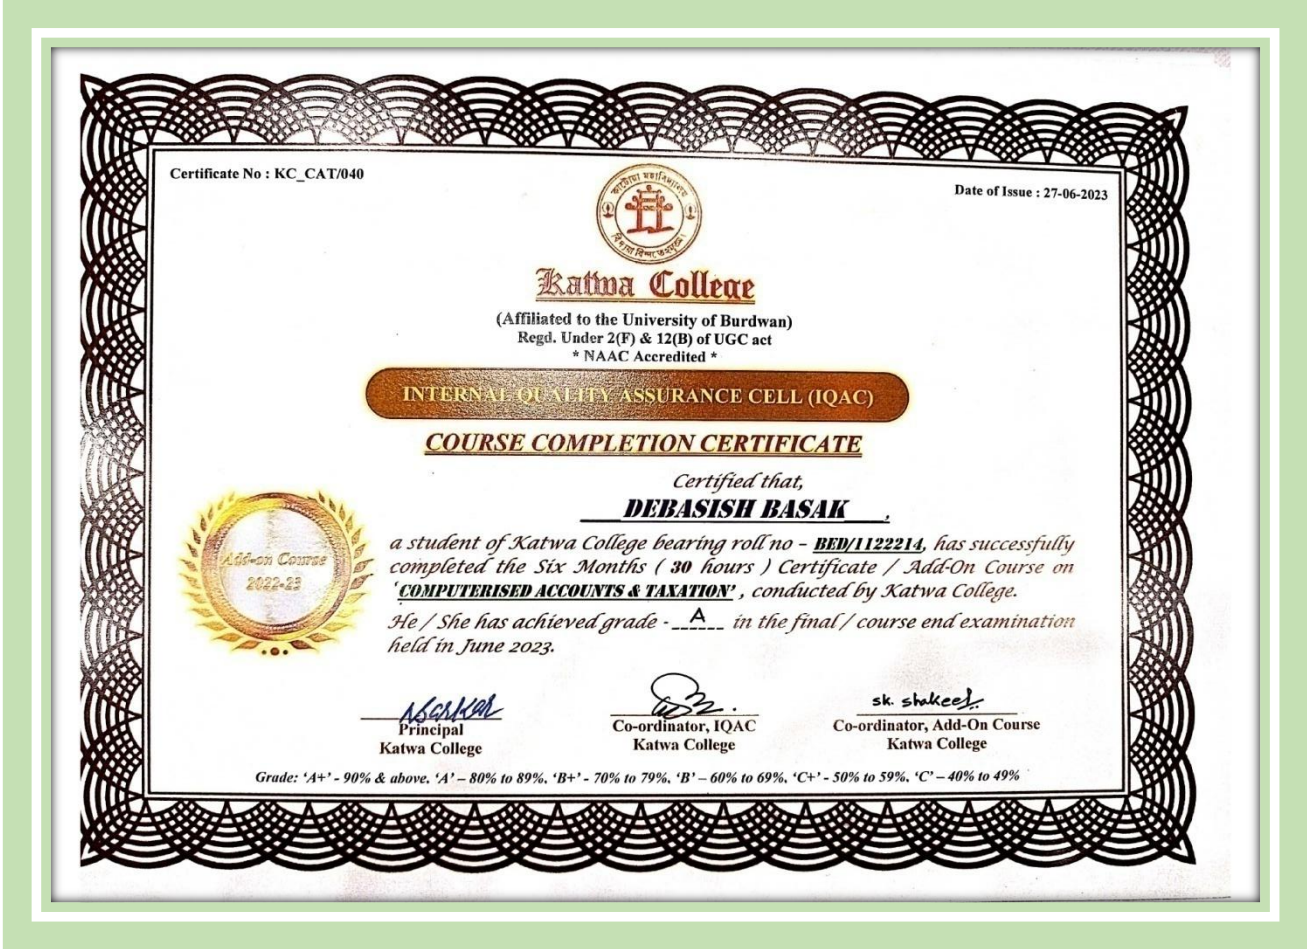 Certificate No : KC_CAT/040
Date of Issue : 27-06-2023
Katwa College
(Affiliated to the University of Burdwan)
Regd. Under 2(F) & 12(B) of UGC act
* NAAC Accredited *
INTERNAL QUALITY ASSURANCE CELL (IQAC)
COURSE COMPLETION CERTIFICATE
Certified that,
DEBASISH BASAK ,
a student of Katwa College bearing roll no – BED/1122214, has successfully
completed the Six Months ( 30 hours ) Certificate / Add-On Course on
‘COMPUTERISED ACCOUNTS & TAXATION’ , conducted by Katwa College.
He / She has achieved grade - A in the final / course end examination
held in June 2023.
Add-on Course
2022-23
NSarkar
Principal
Katwa College
Co-ordinator, IQAC
Katwa College
sk. shakeel
Co-ordinator, Add-On Course
Katwa College
Grade: ‘A+’ - 90% & above, ‘A’ – 80% to 89%, ‘B+’ - 70% to 79%, ‘B’ – 60% to 69%, ‘C+’ - 50% to 59%, ‘C’ – 40% to 49%